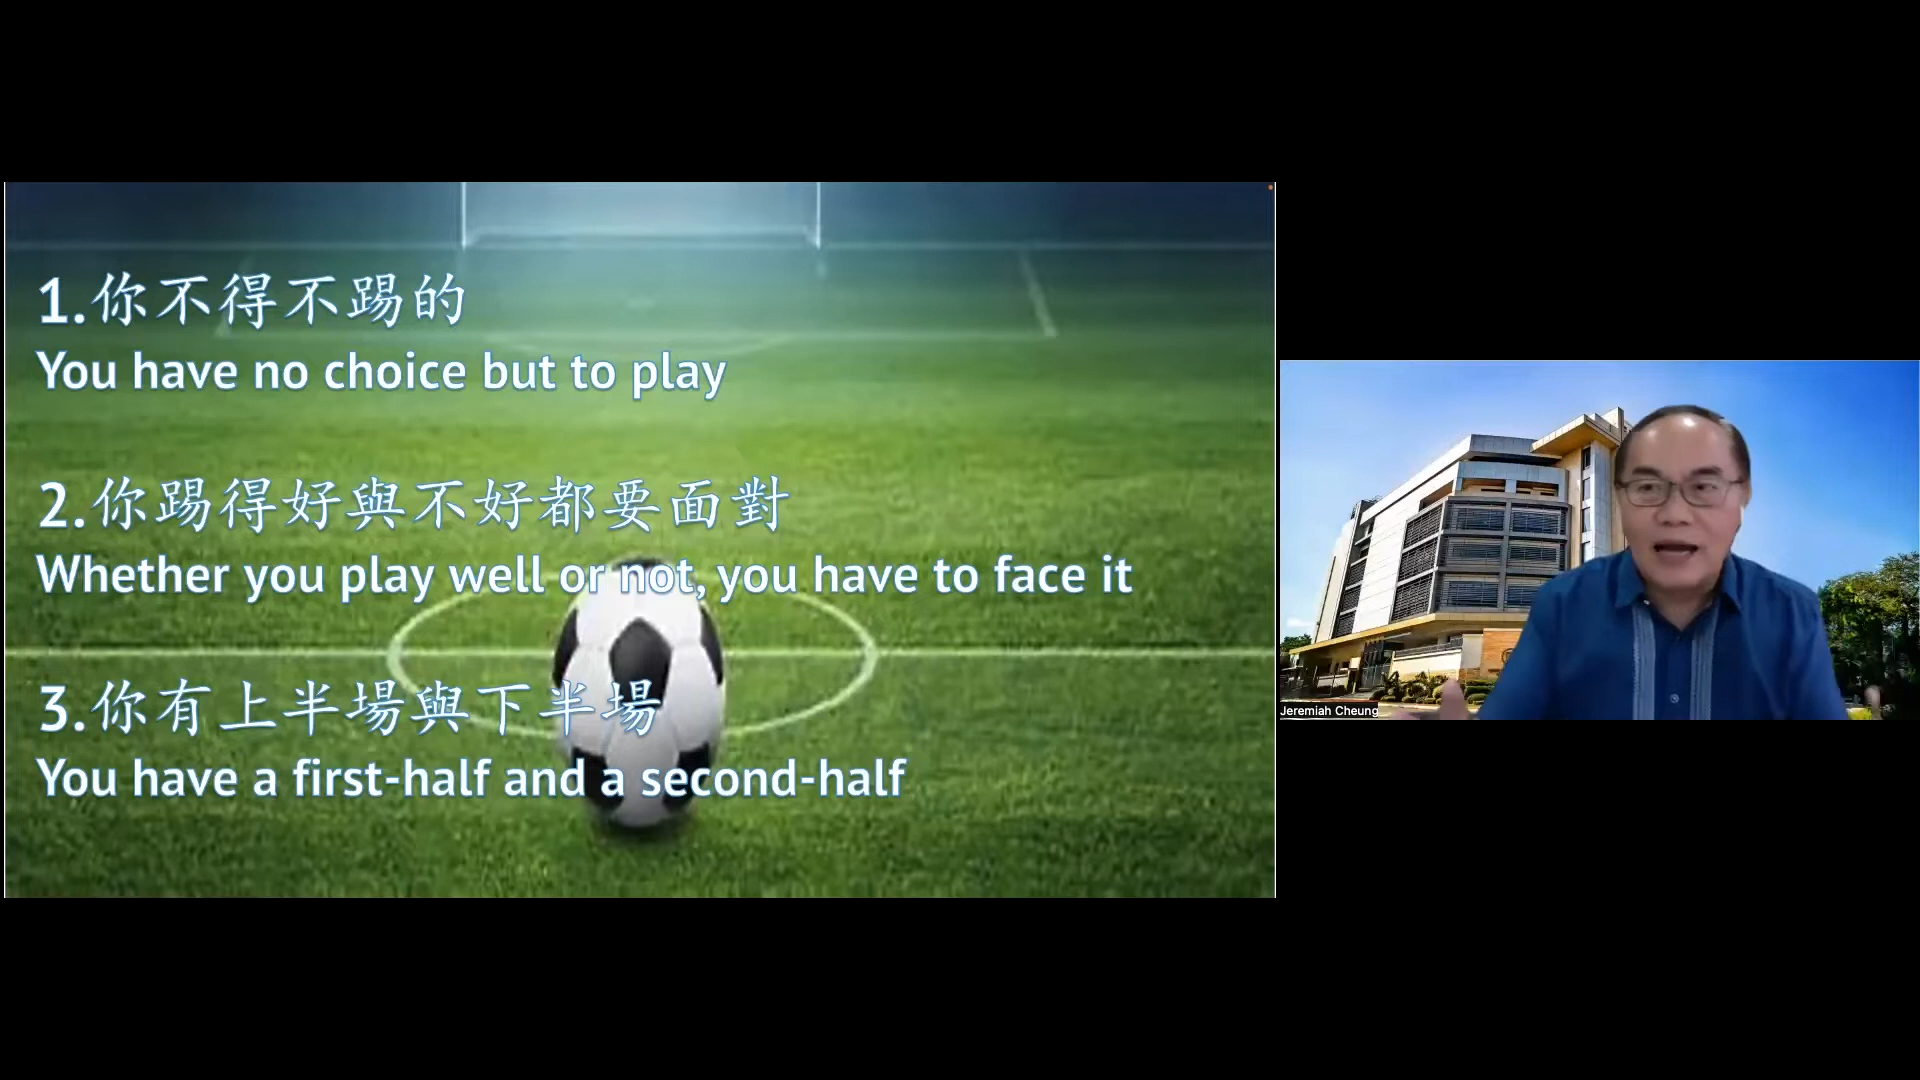 1.你不得不踢的
You have no choice but to play
2.你踢得好與不好都要面對
Whether you play well or not, you have to face it
3.你有上半場與下半場
You have a first-half and a second-half
Jeremiah Cheung